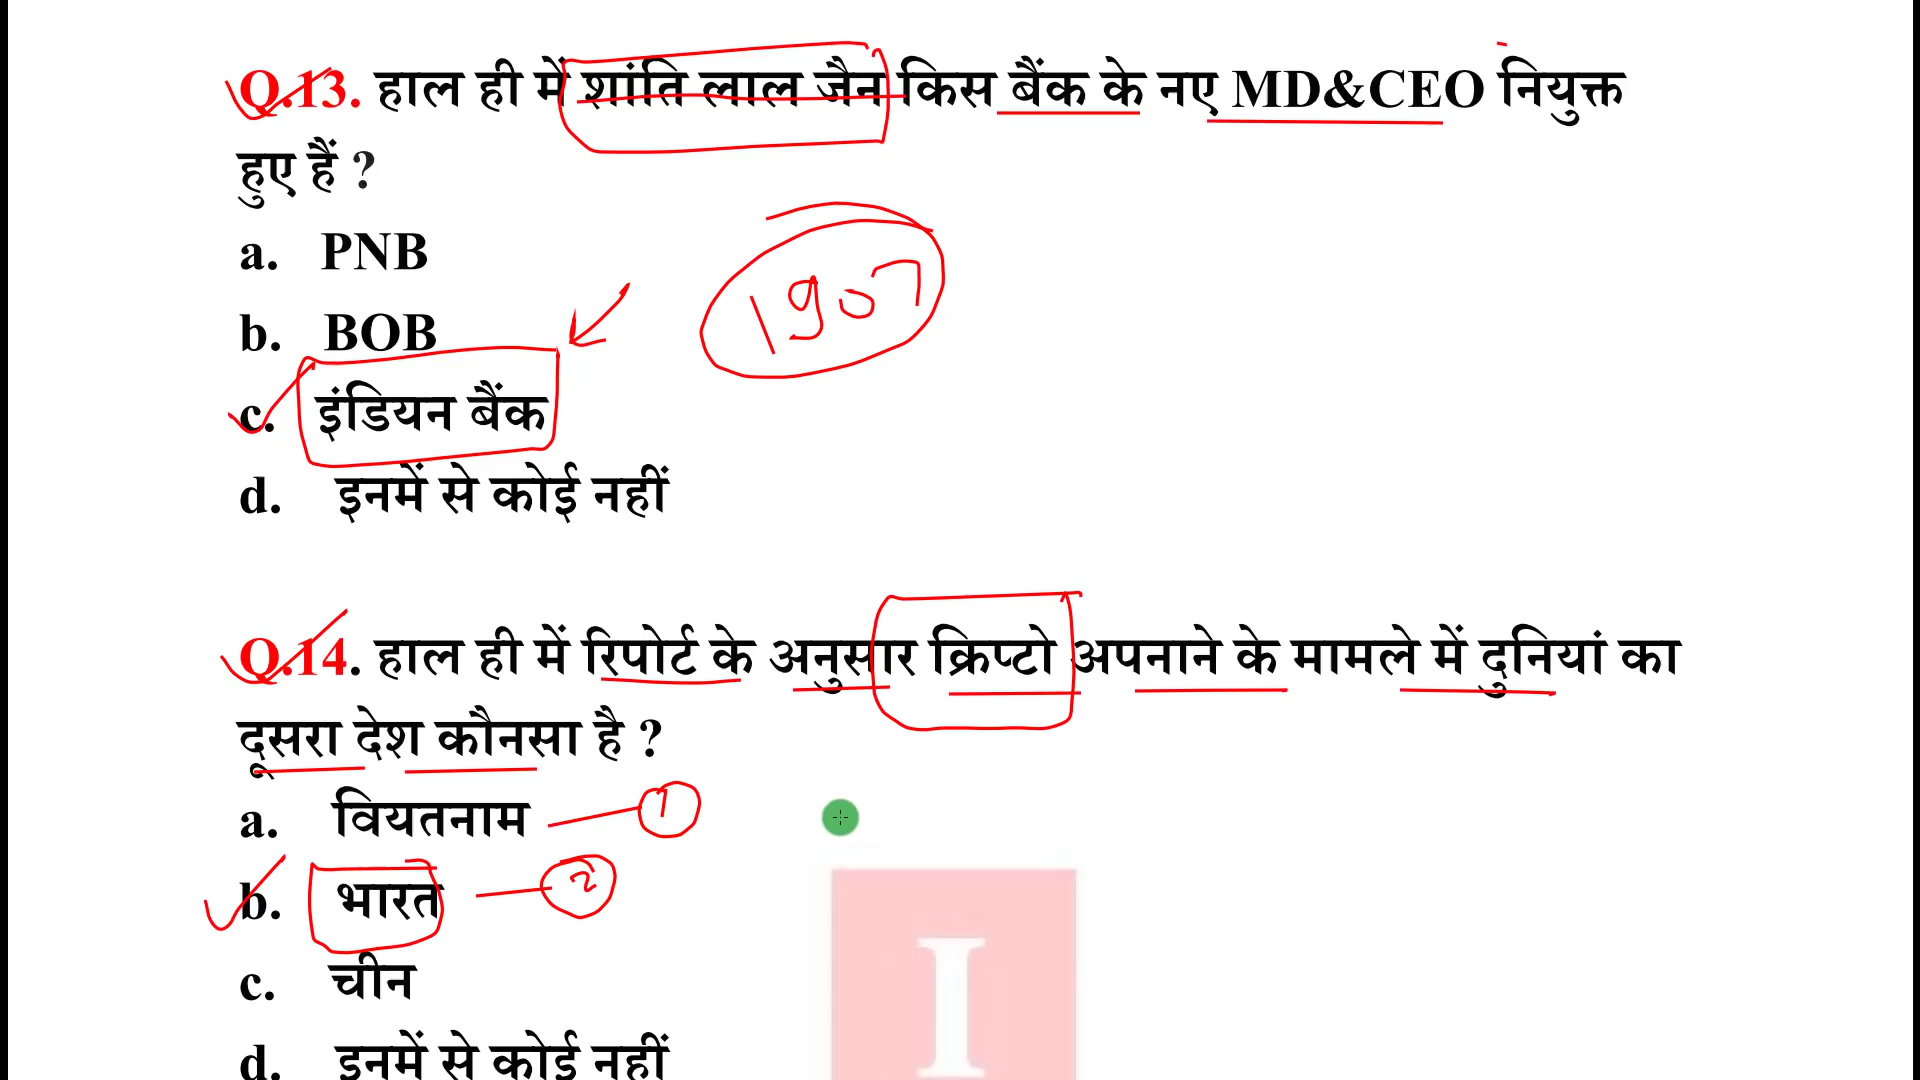 Q.13. हाल ही में शांति लाल जैन किस बैंक के नए MD&CEO नियुक्त
हुए हैं ?
a. PNB
b. BOB
1907
c. इंडियन बैंक
d. इनमें से कोई नहीं
Q.14. हाल ही में रिपोर्ट के अनुसार क्रिप्टो अपनाने के मामले में दुनियां का
दूसरा देश कौनसा है ?
a. वियतनाम 1
b. भारत 2
c. चीन
d. इनमें से कोई नहीं
I